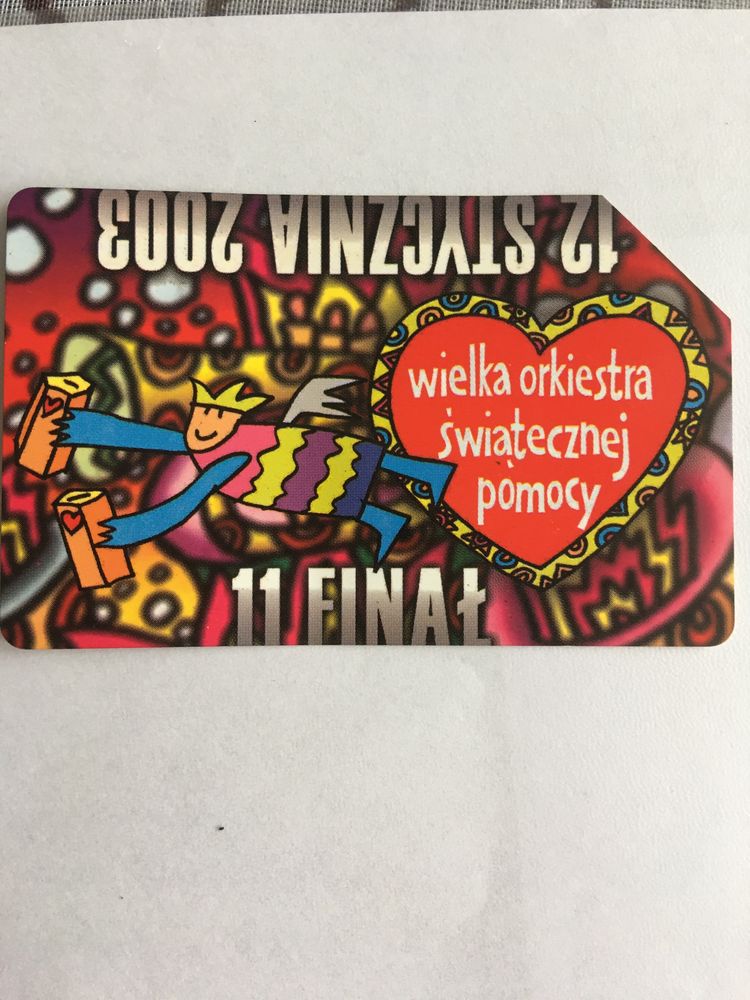 12 STYCZNIA 2003
wielka orkiestra
świątecznej
pomocy
11 FINAŁ